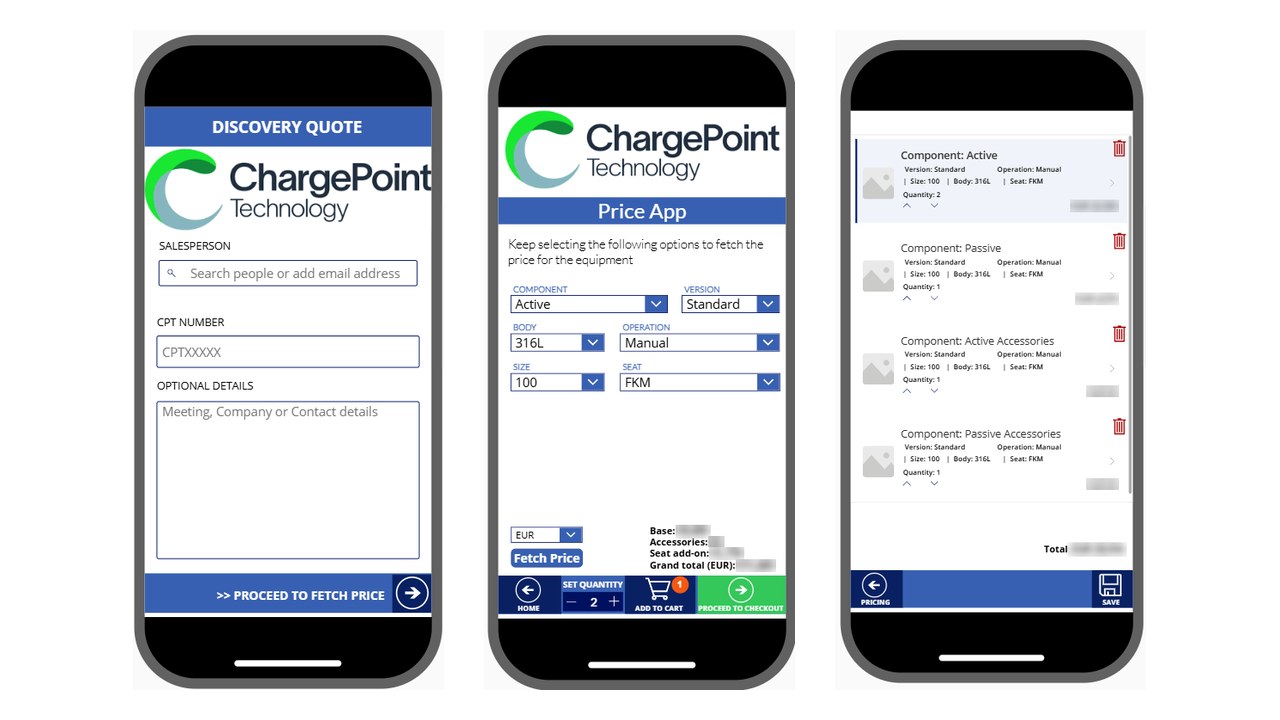 DISCOVERY QUOTE
ChargePoint
Technology
SALESPERSON
Search people or add email address
CPT NUMBER
CPTXXXXX
OPTIONAL DETAILS
Meeting, Company or Contact details
>> PROCEED TO FETCH PRICE
ChargePoint
Technology
Price App
Keep selecting the following options to fetch the
price for the equipment
COMPONENT VERSION
Active Standard
BODY OPERATION
316L Manual
SIZE SEAT
100 FKM
EUR
Fetch Price
Base:
Accessories:
Seat add-on:
Grand total (EUR):
HOME
SET QUANTITY
2
1
ADD TO CART
PROCEED TO CHECKOUT
Component: Active
Version: Standard Operation: Manual
| Size: 100 | Body: 316L | Seat: FKM
Quantity: 2
Component: Passive
Version: Standard Operation: Manual
| Size: 100 | Body: 316L | Seat: FKM
Quantity: 1
Component: Active Accessories
Version: Standard Operation: Manual
| Size: 100 | Body: 316L | Seat: FKM
Quantity: 1
Component: Passive Accessories
Version: Standard Operation: Manual
| Size: 100 | Body: 316L | Seat: FKM
Quantity: 1
Total
PRICING
SAVE